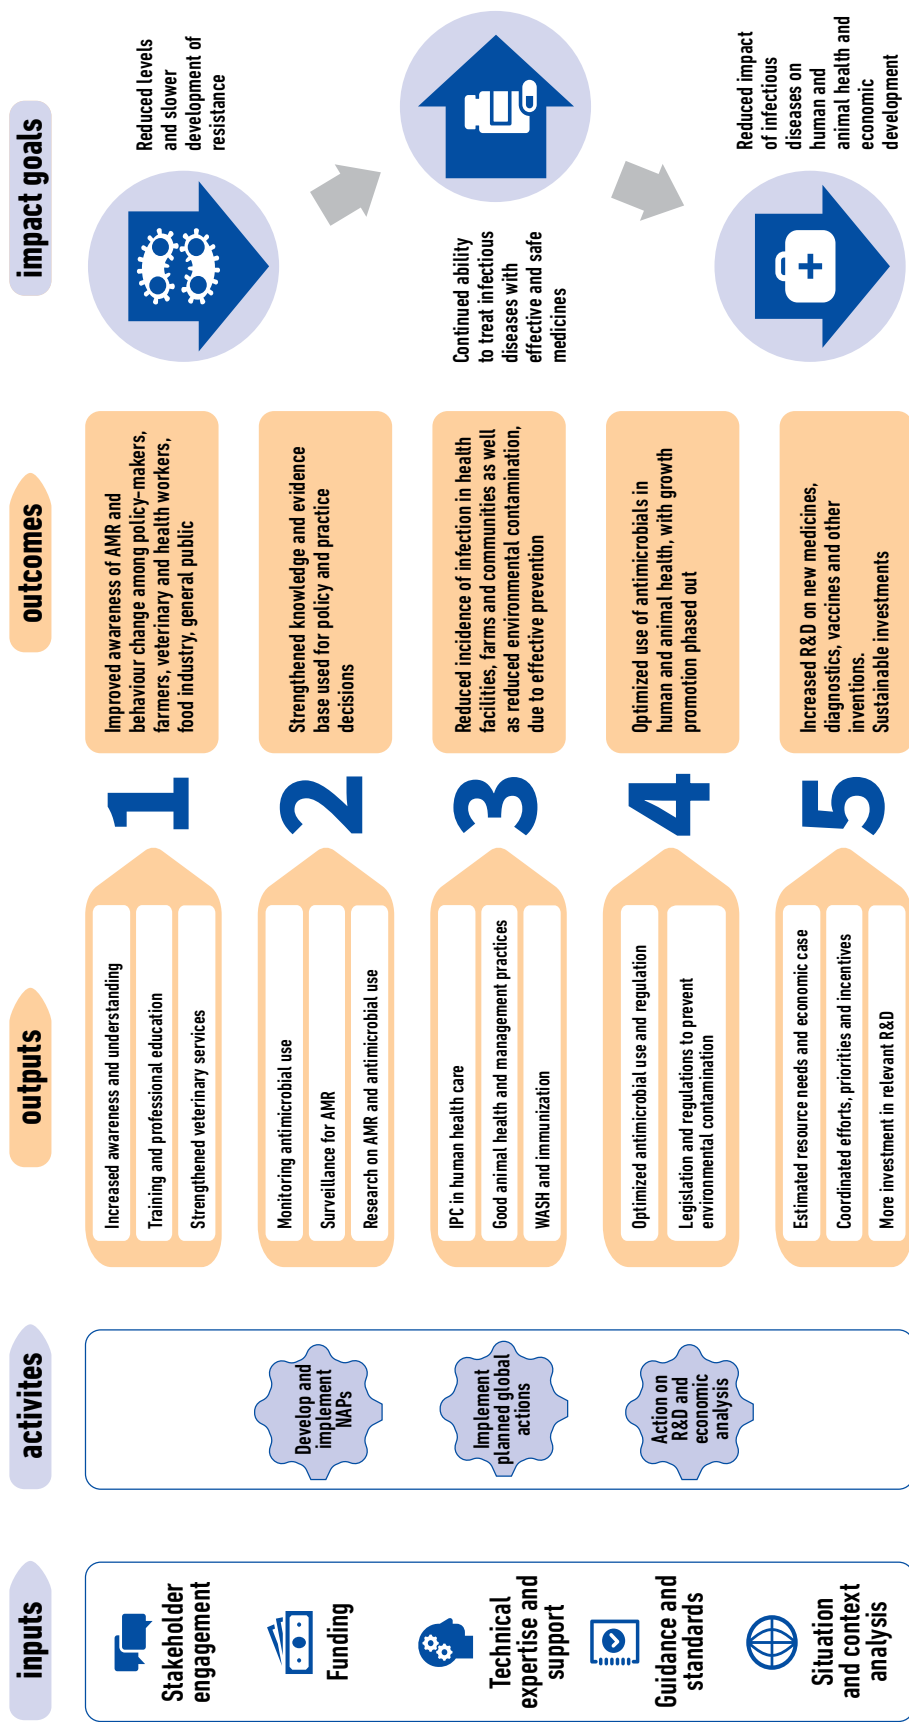 inputs
Stakeholder
engagement
Funding
Technical
expertise and
support
Guidance and
standards
Situation
and context
analysis
activites
Develop and
implement
NAPs
Implement
planned global
actions
Action on
R&D and
economic
analysis
outputs
Increased awareness and understanding
Training and professional education
Strengthened veterinary services
Monitoring antimicrobial use
Surveillance for AMR
Research on AMR and antimicrobial use
IPC in human health care
Good animal health and management practices
WASH and immunization
Optimized antimicrobial use and regulation
Legislation and regulations to prevent
environmental contamination
Estimated resource needs and economic case
Coordinated efforts, priorities and incentives
More investment in relevant R&D
outcomes
1
Improved awareness of AMR and
behaviour change among policy-makers,
farmers, veterinary and health workers,
food industry, general public
2
Strengthened knowledge and evidence
base used for policy and practice
decisions
3
Reduced incidence of infection in health
facilities, farms and communities as well
as reduced environmental contamination,
due to effective prevention
4
Optimized use of antimicrobials in
human and animal health, with growth
promotion phased out
5
Increased R&D on new medicines,
diagnostics, vaccines and other
inventions.
Sustainable investments
impact goals
Reduced levels
and slower
development of
resistance
Continued ability
to treat infectious
diseases with
effective and safe
medicines
Reduced impact
of infectious
diseases on
human and
animal health and
economic
development